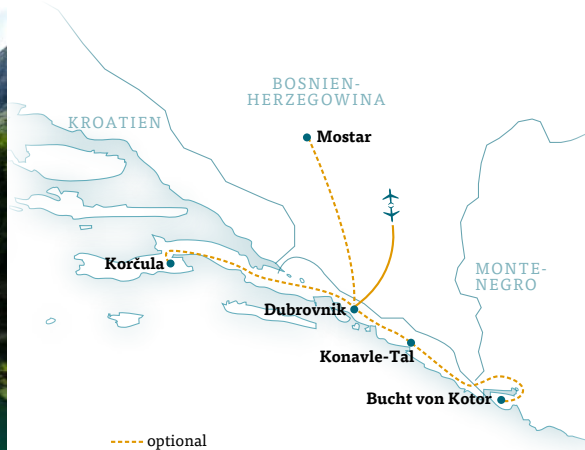 BOSNIEN-
HERZEGOWINA
KROATIEN
Mostar
Korčula
MONTE-
NEGRO
Dubrovnik
Konavle-Tal
Bucht von Kotor
optional